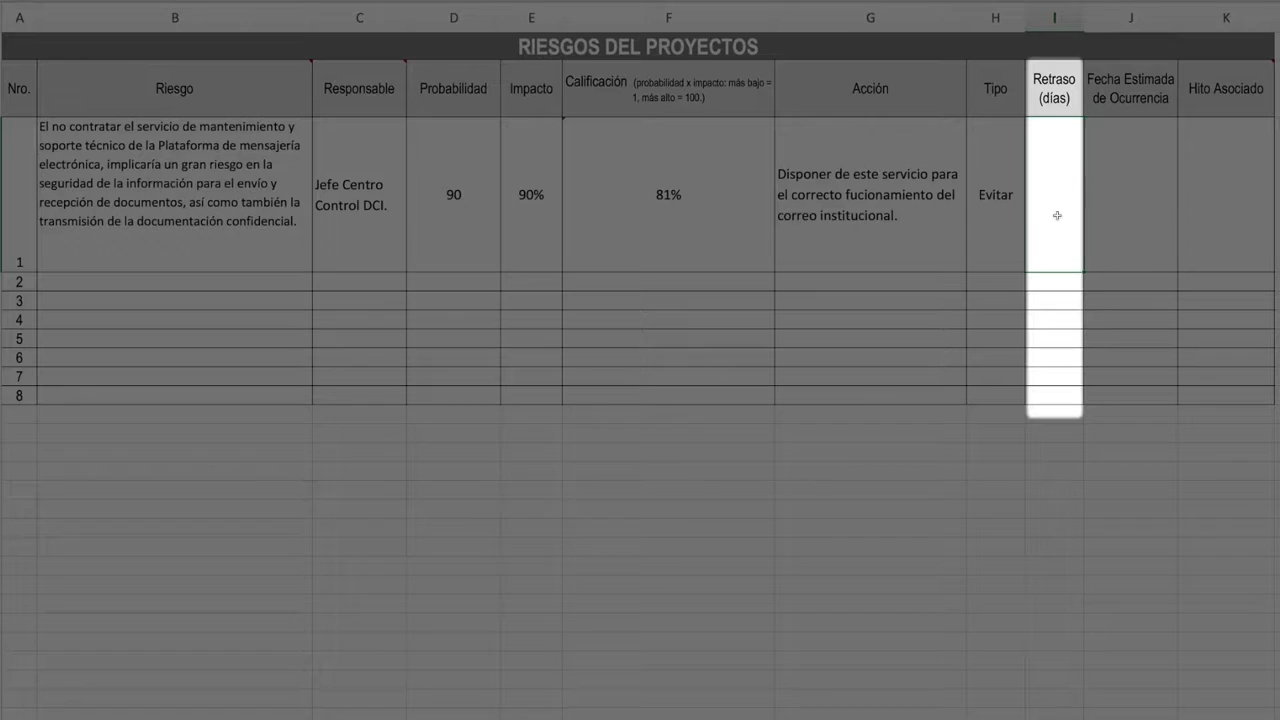 A B C D E F G H I J K
RIESGOS DEL PROYECTOS
Nro.
Riesgo
Responsable
Probabilidad
Impacto
Calificación (probabilidad x impacto: más bajo =
1, más alto = 100.)
Acción
Tipo
Retraso
(días)
Fecha Estimada
de Ocurrencia
Hito Asociado
1
El no contratar el servicio de mantenimiento y
soporte técnico de la Plataforma de mensajería
electrónica, implicaría un gran riesgo en la
seguridad de la información para el envío y
recepción de documentos, así como también la
transmisión de la documentación confidencial.
Jefe Centro
Control DCI.
90
90%
81%
Disponer de este servicio para
el correcto fucionamiento del
correo institucional.
Evitar
2
3
4
5
6
7
8